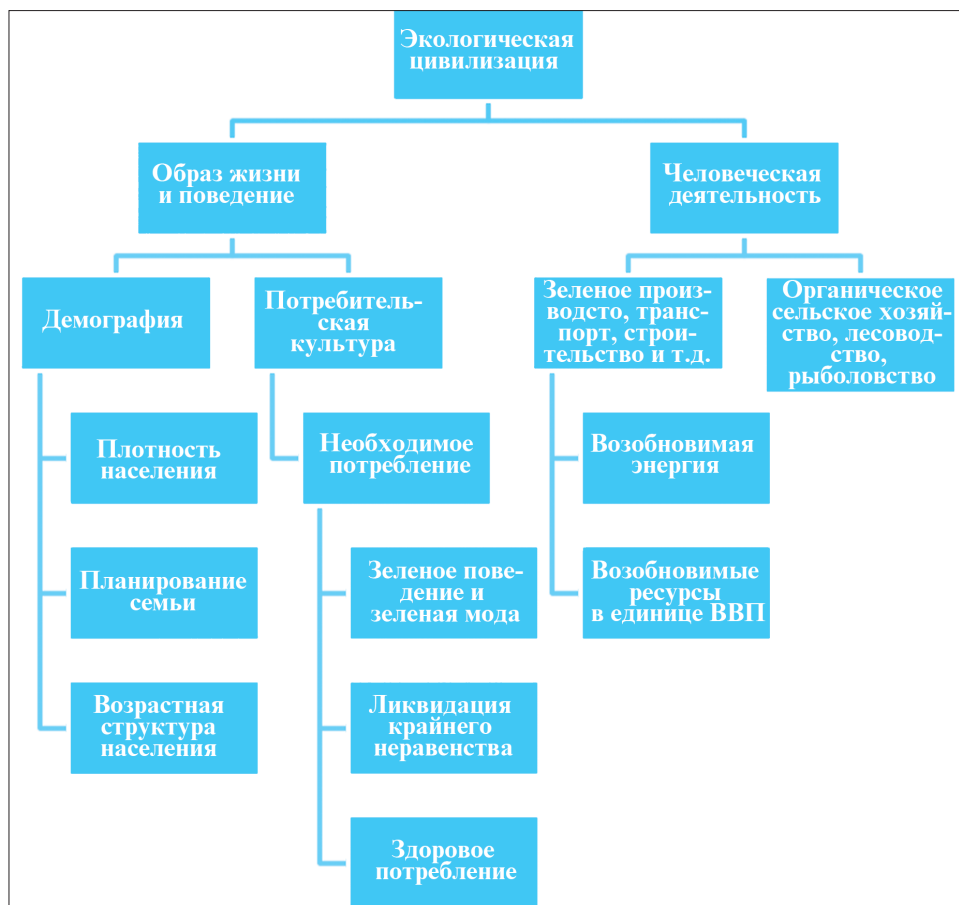 Экологическая
цивилизация
Образ жизни
и поведение
Человеческая
деятельность
Демография
Потребитель-
ская
культура
Зеленое произ-
водсто, транс-
порт, строи-
тельство и т.д.
Органическое
сельское хозяй-
ство, лесовод-
ство,
рыболовство
Плотность
населения
Необходимое
потребление
Возобновимая
энергия
Планирование
семьи
Зеленое пове-
дение и
зеленая мода
Возобновимые
ресурсы
в единице ВВП
Возрастная
структура
населения
Ликвидация
крайнего
неравенства
Здоровое
потребление